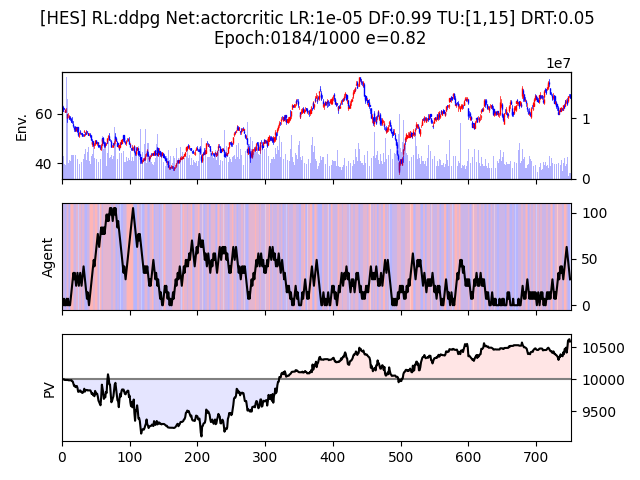 [HES] RL:ddpg Net:actorcritic LR:1e-05 DF:0.99 TU:[1,15] DRT:0.05
Epoch:0184/1000 e=0.82
1e7
Env.
60
40
1
0
Agent
100
50
0
PV
10500
10000
9500
0 100 200 300 400 500 600 700